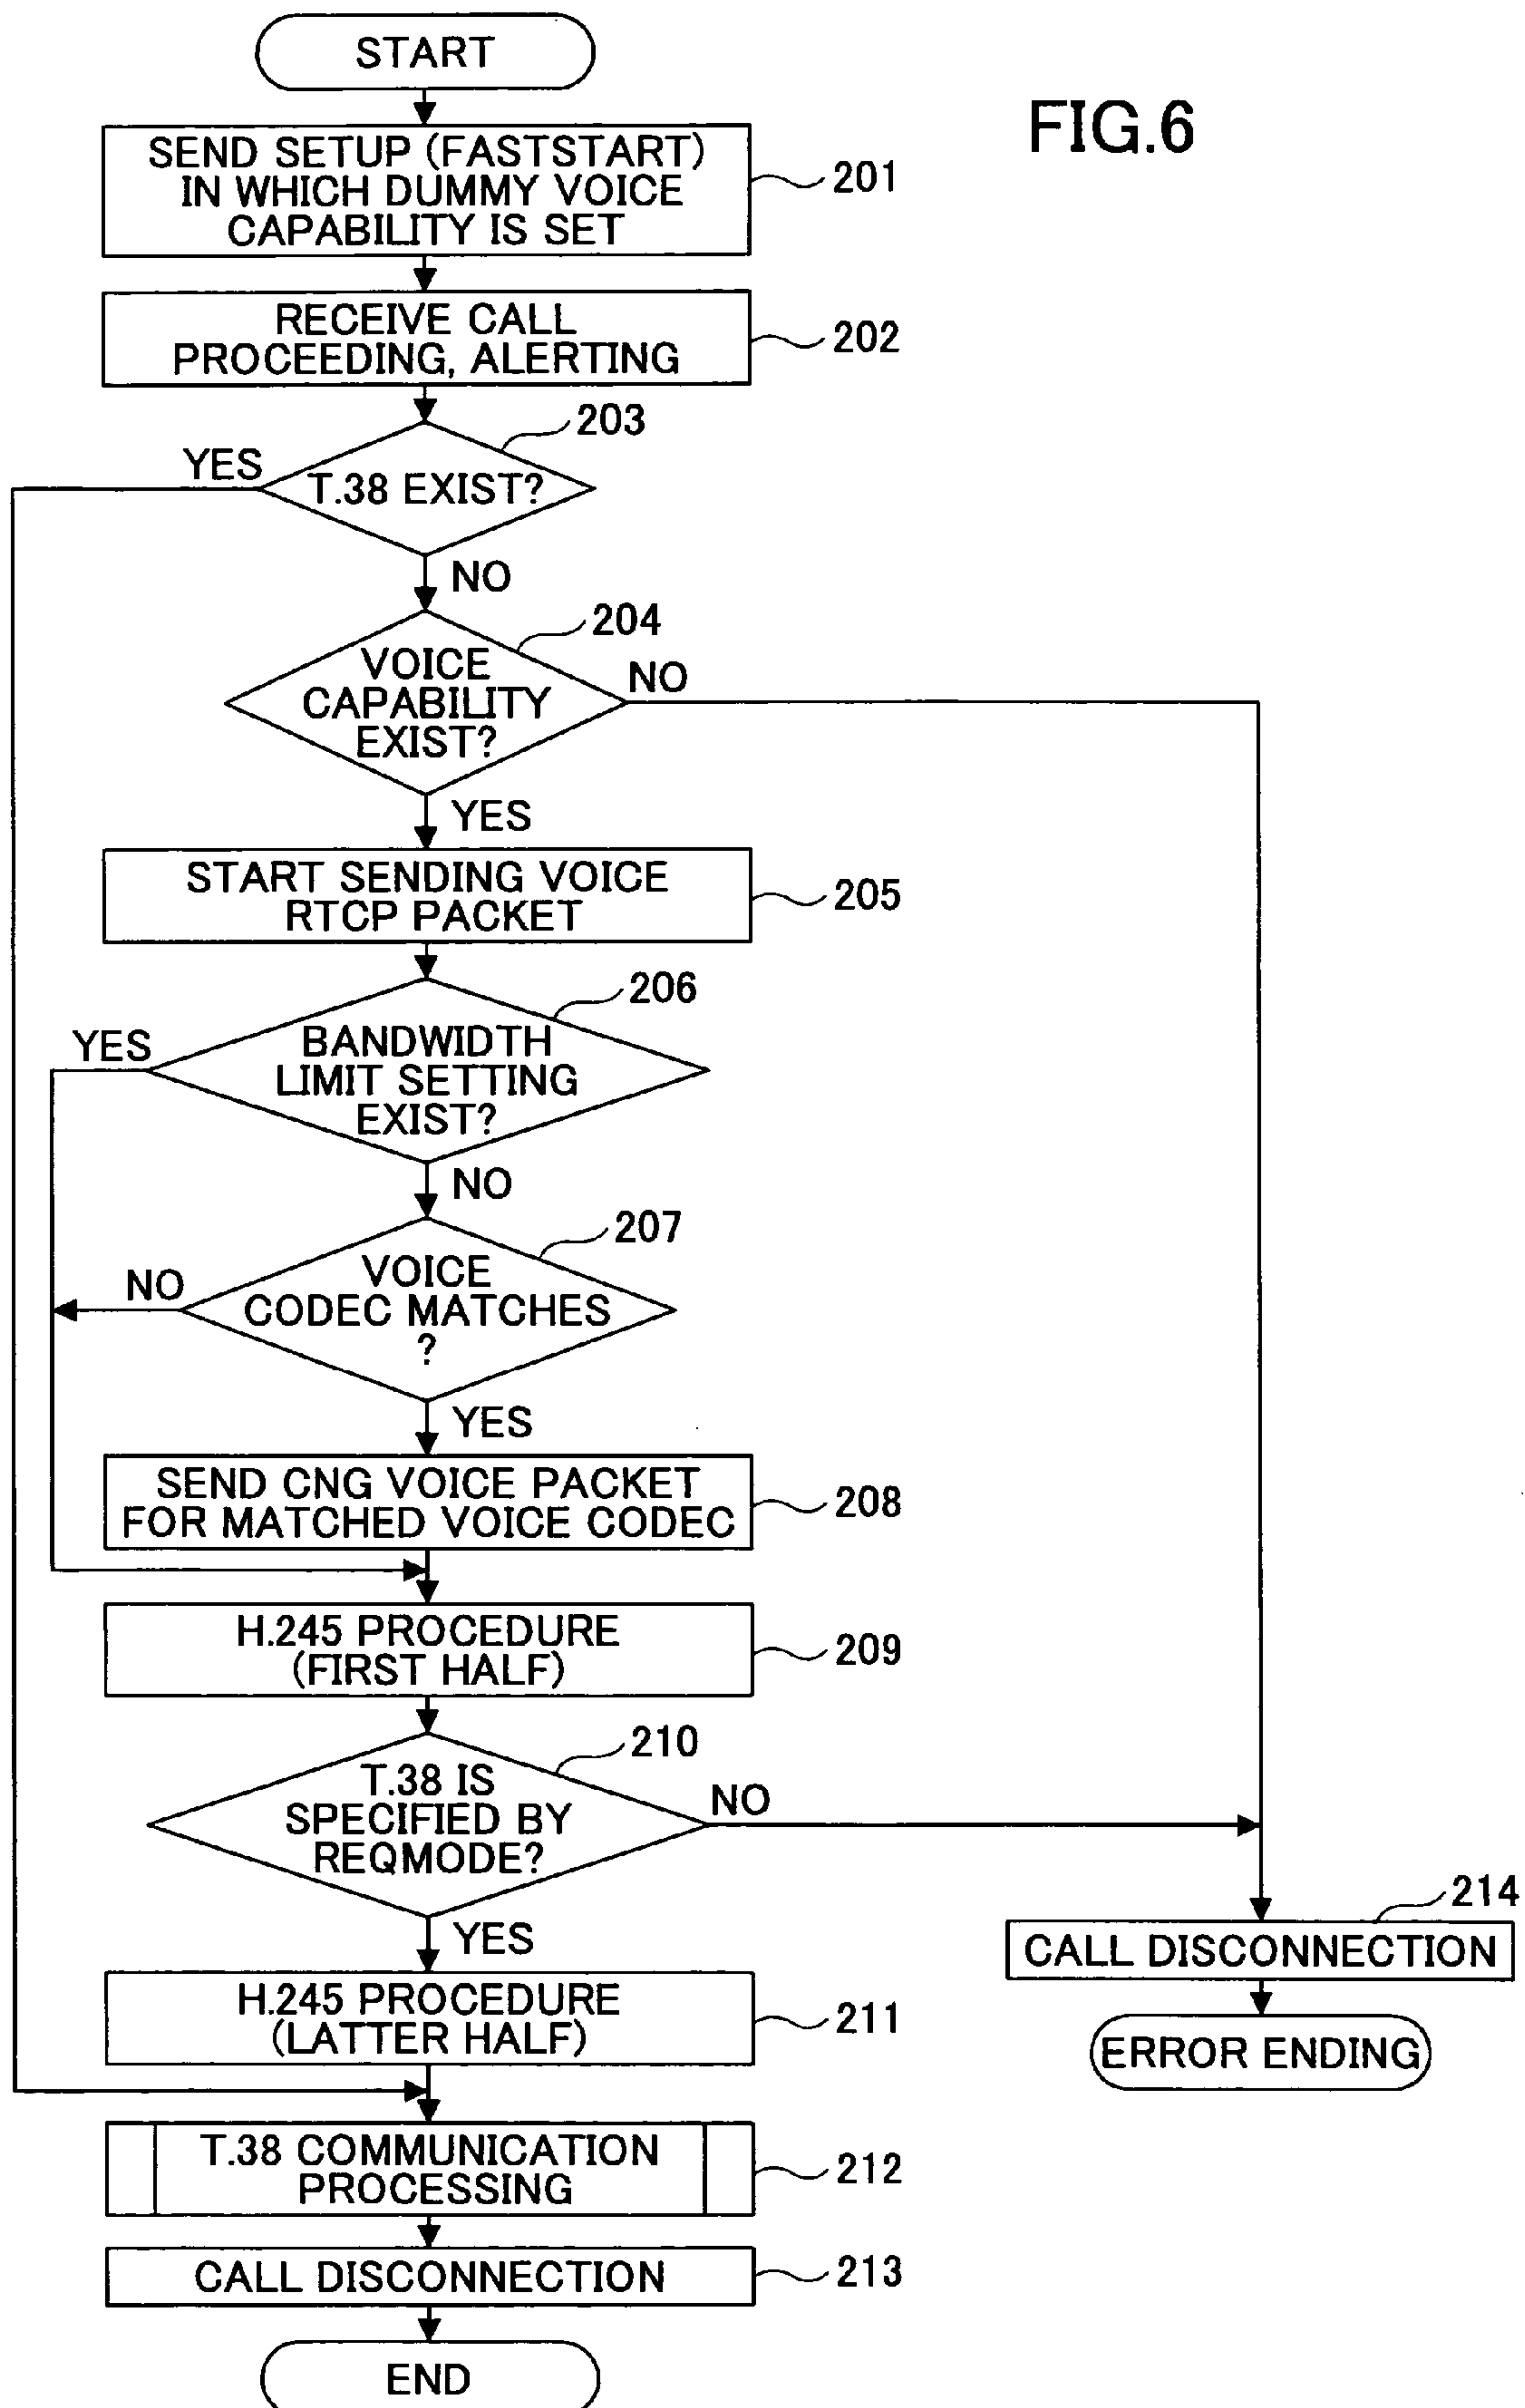 START
FIG.6
SEND SETUP (FASTSTART)
IN WHICH DUMMY VOICE
CAPABILITY IS SET
201
RECEIVE CALL
PROCEEDING, ALERTING
202
203
YES
T.38 EXIST?
NO
204
VOICE
CAPABILITY
EXIST?
NO
YES
START SENDING VOICE
RTCP PACKET
205
206
YES
BANDWIDTH
LIMIT SETTING
EXIST?
NO
207
NO
VOICE
CODEC MATCHES
?
YES
SEND CNG VOICE PACKET
FOR MATCHED VOICE CODEC
208
H.245 PROCEDURE
(FIRST HALF)
209
210
T.38 IS
SPECIFIED BY
REQMODE?
NO
YES
214
CALL DISCONNECTION
H.245 PROCEDURE
(LATTER HALF)
211
ERROR ENDING
T.38 COMMUNICATION
PROCESSING
212
CALL DISCONNECTION
213
END